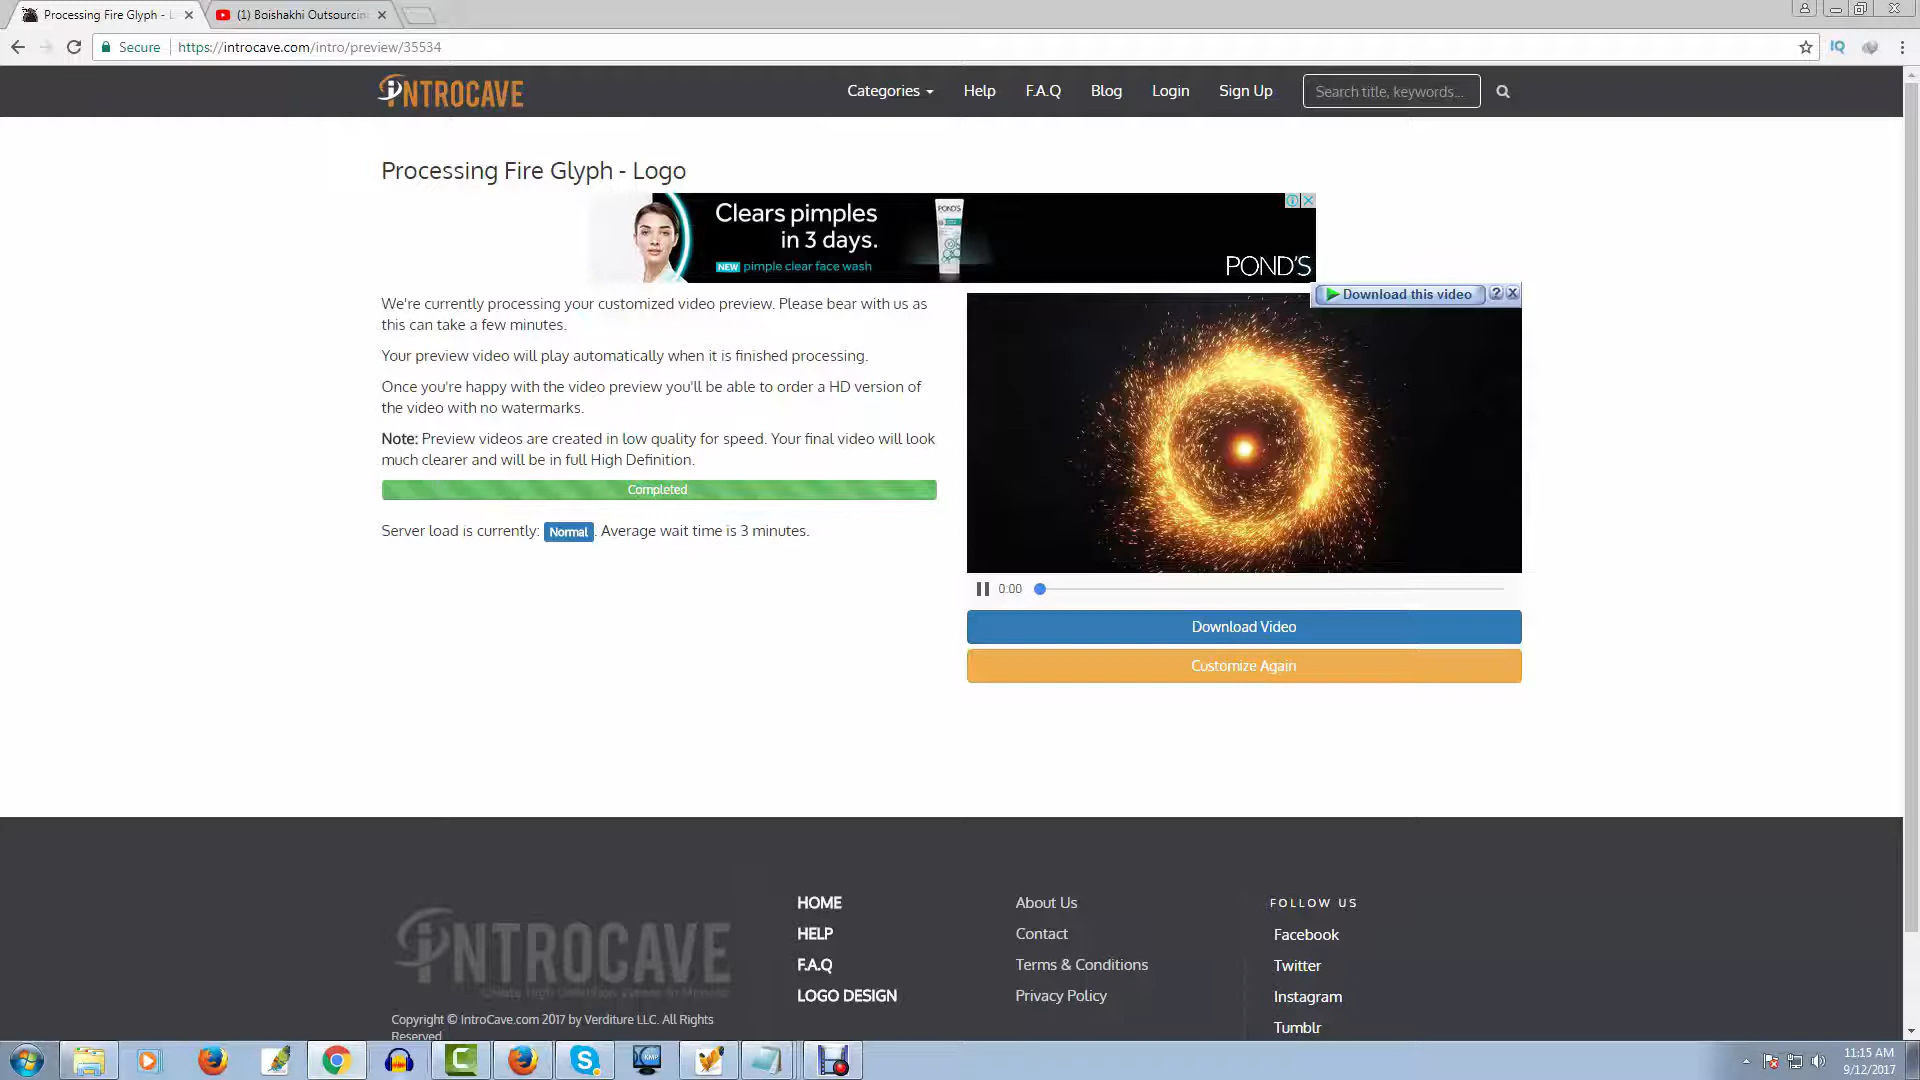 Processing Fire Glyph - L
(1) Boishakhi Outsourcin
Secure
https://introcave.com/intro/preview/35534
IQ
iNTROCAVE
Categories
Help
F.A.Q
Blog
Login
Sign Up
Search title, keywords...
Processing Fire Glyph - Logo
Clears pimples
in 3 days.
NEW pimple clear face wash
POND'S
POND'S
We're currently processing your customized video preview. Please bear with us as
this can take a few minutes.
Your preview video will play automatically when it is finished processing.
Once you're happy with the video preview you'll be able to order a HD version of
the video with no watermarks.
Note: Preview videos are created in low quality for speed. Your final video will look
much clearer and will be in full High Definition.
Completed
Server load is currently: Normal. Average wait time is 3 minutes.
Download this video
?
0:00
Download Video
Customize Again
iNTROCAVE
Copyright © IntroCave.com 2017 by Verditure LLC. All Rights
Reserved
HOME
HELP
F.A.Q
LOGO DESIGN
About Us
Contact
Terms & Conditions
Privacy Policy
FOLLOW US
Facebook
Twitter
Instagram
Tumblr
KMP
11:15 AM
9/12/2017